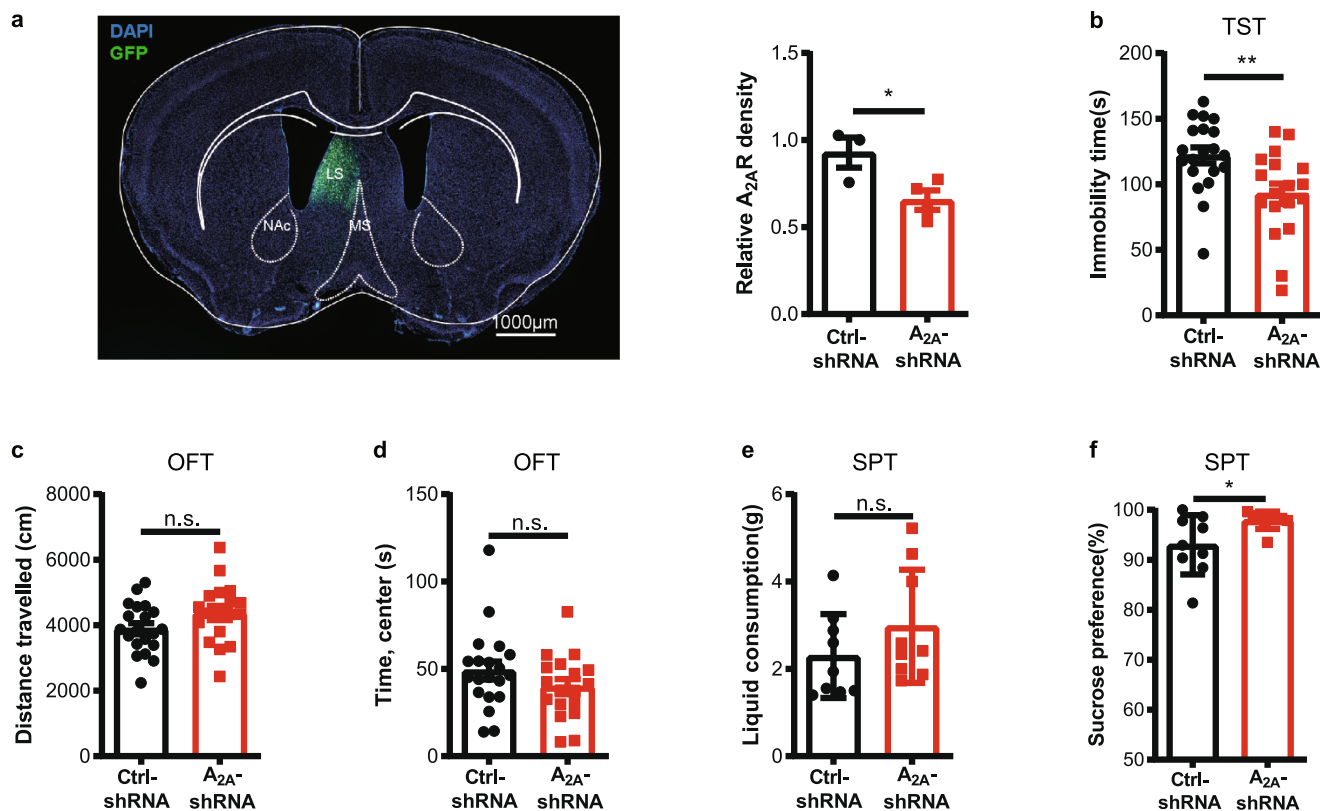 a
DAPI
GFP
LS
NAc
MS
1000μm
Relative A2AR density
1.5
1.0
0.5
0.0
*
Ctrl-
shRNA
A2A-
shRNA
b
TST
Immobility time(s)
200
150
100
50
0
**
Ctrl-
shRNA
A2A-
shRNA
c
OFT
Distance travelled (cm)
8000
6000
4000
2000
0
n.s.
Ctrl-
shRNA
A2A-
shRNA
d
OFT
Time, center (s)
150
100
50
0
n.s.
Ctrl-
shRNA
A2A-
shRNA
e
SPT
Liquid consumption(g)
6
4
2
0
n.s.
Ctrl-
shRNA
A2A-
shRNA
f
SPT
Sucrose preference(%)
100
90
100
70
60
50
*
Ctrl-
shRNA
A2A-
shRNA